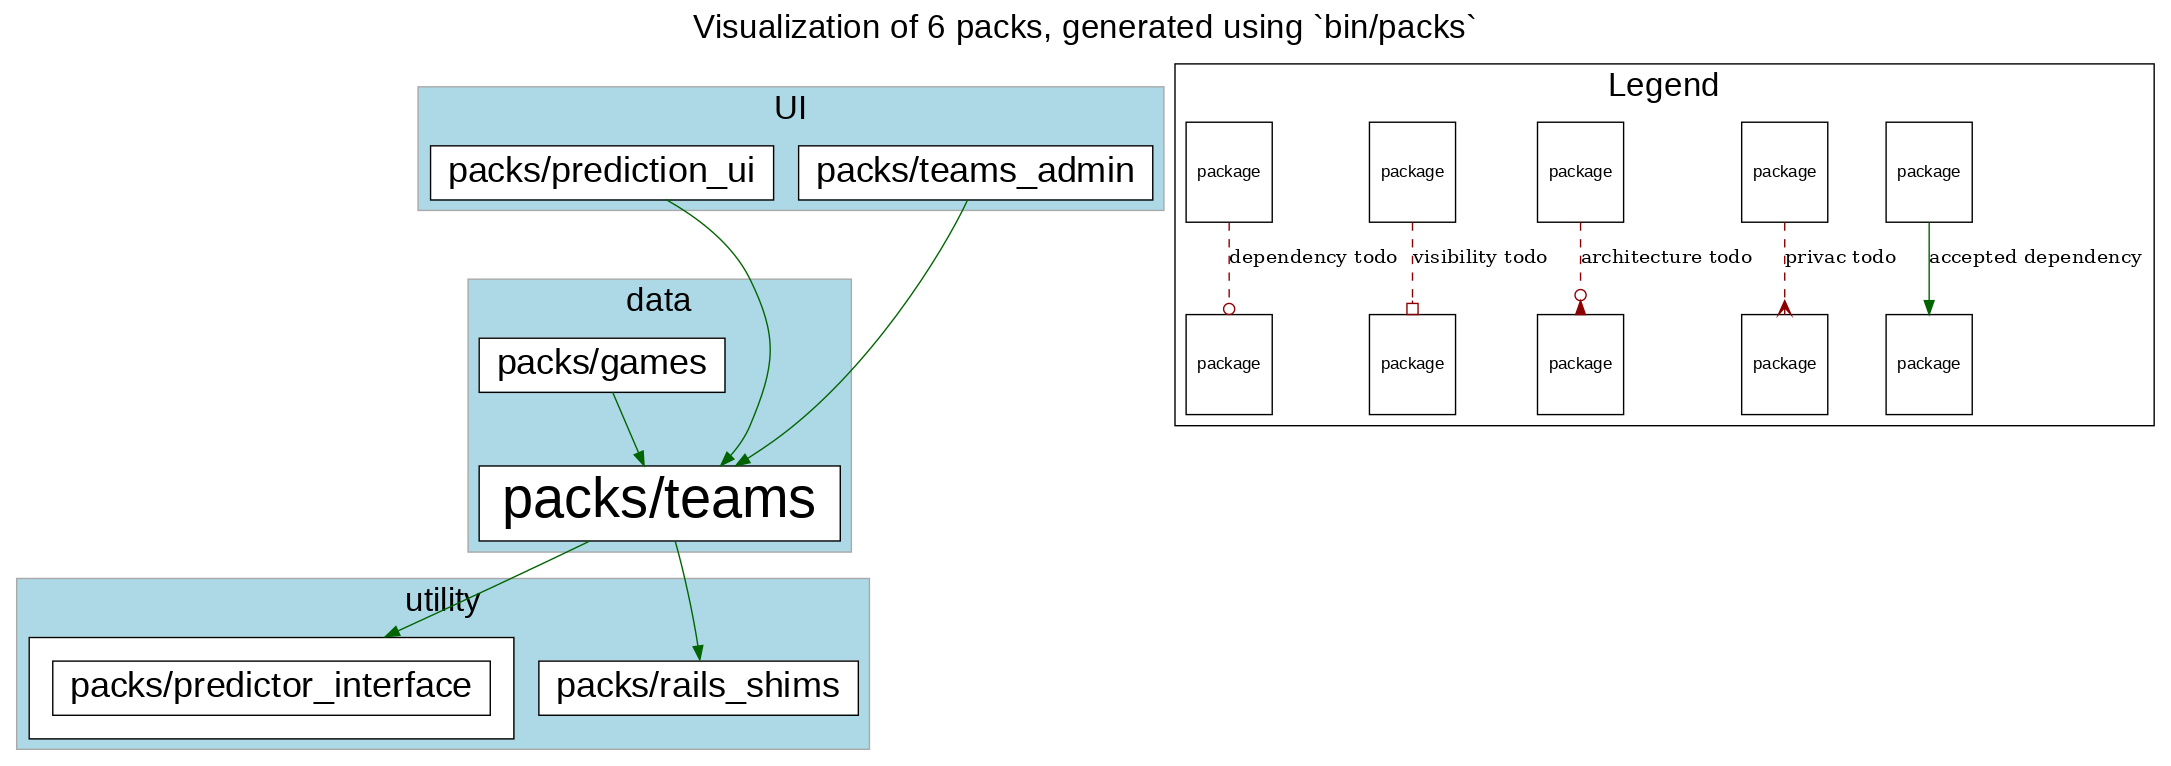 Visualization of 6 packs, generated using `bin/packs`
UI
packs/prediction_ui
packs/teams_admin
data
packs/games
packs/teams
utility
packs/predictor_interface
packs/rails_shims
Legend
package
package
package
package
package
dependency todo
visibility todo
architecture todo
privac todo
accepted dependency
package
package
package
package
package